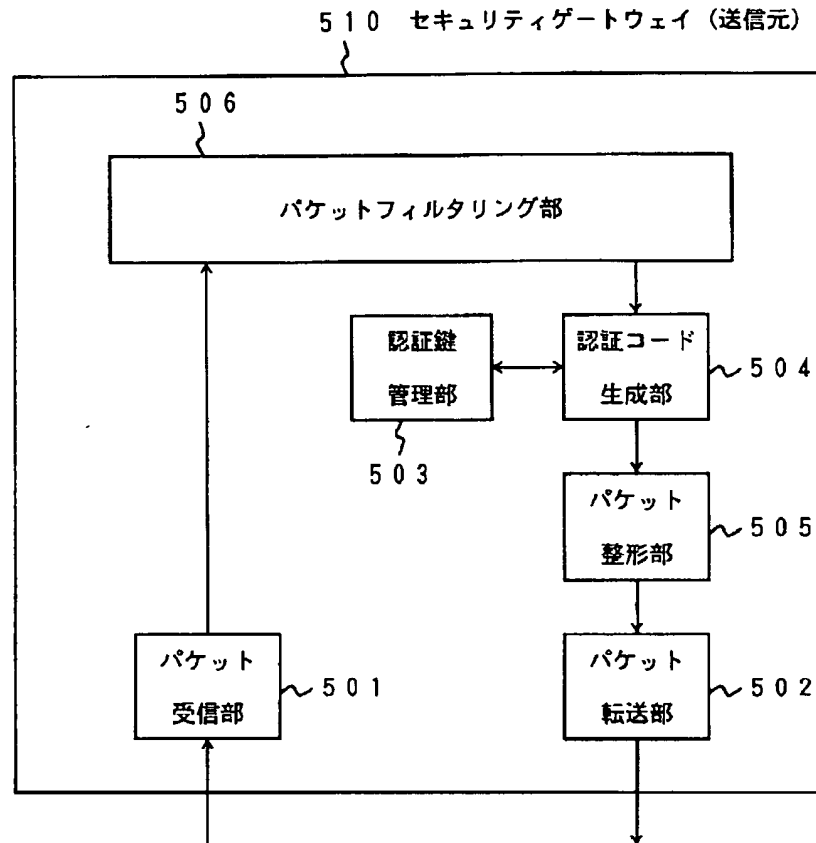 510 セキュリティゲートウェイ（送信元）
506
パケットフィルタリング部
認証鍵
管理部
503
認証コード
生成部
504
パケット
整形部
505
パケット
受信部
501
パケット
転送部
502